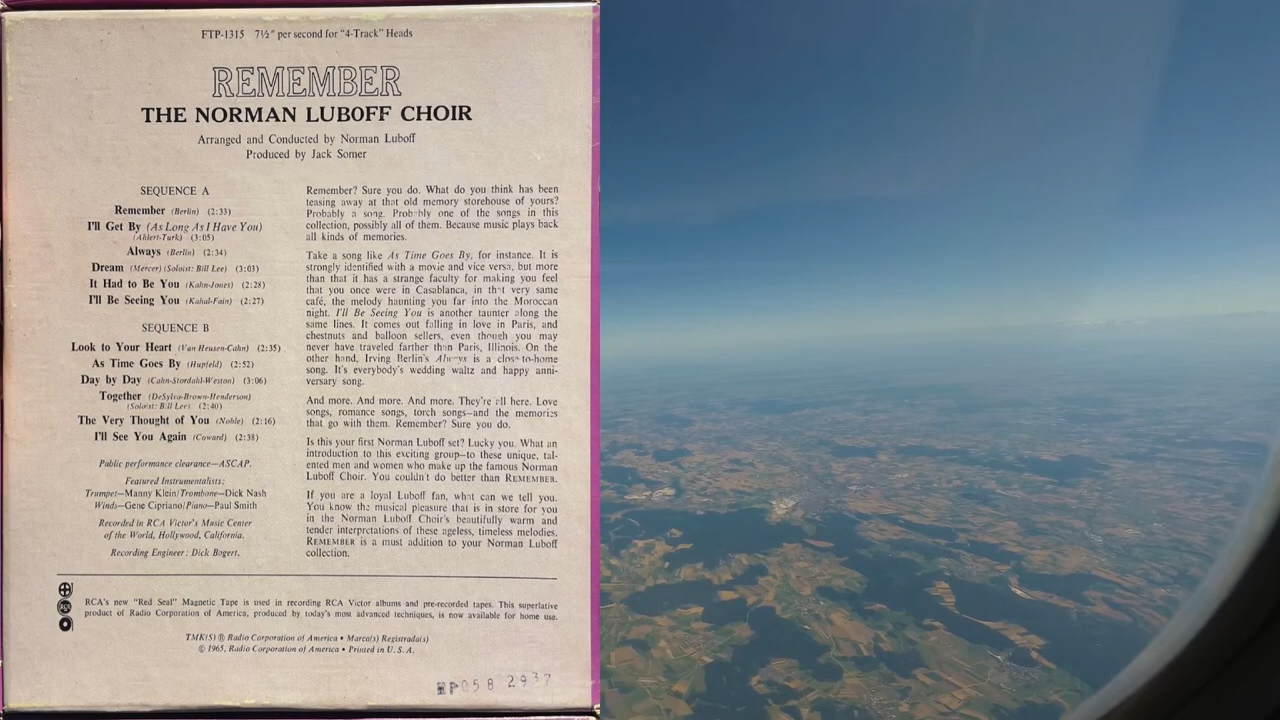 FTP-1315 7½" per second for "4-Track" Heads
REMEMBER
THE NORMAN LUBOFF CHOIR
Arranged and Conducted by Norman Luboff
Produced by Jack Somer
SEQUENCE A
Remember (Berlin) (2:33)
I'll Get By (As Long As I Have You)
(Ahlert-Turk) (3:05)
Always (Berlin) (2:34)
Dream (Mercer) (Soloist: Bill Lee) (3:03)
It Had to Be You (Kahn-Jones) (2:28)
I'll Be Seeing You (Kahal-Fain) (2:27)
SEQUENCE B
Look to Your Heart (Van Heusen-Cahn) (2:35)
As Time Goes By (Hupfeld) (2:52)
Day by Day (Cahn-Stordahl-Weston) (3:06)
Together (DeSylva-Brown-Henderson)
(Soloist: Bill Lee) (2:40)
The Very Thought of You (Noble) (2:16)
I'll See You Again (Coward) (2:38)
Public performance clearance—ASCAP.
Featured Instrumentalists:
Trumpet—Manny Klein/Trombone—Dick Nash
Winds—Gene Cipriano/Piano—Paul Smith
Recorded in RCA Victor's Music Center
of the World, Hollywood, California.
Recording Engineer: Dick Bogert.
Remember? Sure you do. What do you think has been
teasing away at that old memory storehouse of yours?
Probably a song. Probably one of the songs in this
collection, possibly all of them. Because music plays back
all kinds of memories.
Take a song like As Time Goes By, for instance. It is
strongly identified with a movie and vice versa, but more
than that it has a strange faculty for making you feel
that you once were in Casablanca, in that very same
café, the melody haunting you far into the Moroccan
night. I'll Be Seeing You is another taunter along the
same lines. It comes out falling in love in Paris, and
chestnuts and balloon sellers, even though you may
never have traveled farther than Paris, Illinois. On the
other hand, Irving Berlin's Always is a close-to-home
song. It's everybody's wedding waltz and happy anni-
versary song.
And more. And more. And more. They're all here. Love
songs, romance songs, torch songs—and the memories
that go with them. Remember? Sure you do.
Is this your first Norman Luboff set? Lucky you. What an
introduction to this exciting group—to these unique, tal-
ented men and women who make up the famous Norman
Luboff Choir. You couldn't do better than REMEMBER.
If you are a loyal Luboff fan, what can we tell you.
You know the musical pleasure that is in store for you
in the Norman Luboff Choir's beautifully warm and
tender interpretations of these ageless, timeless melodies.
REMEMBER is a must addition to your Norman Luboff
collection.
RCA
RCA's new "Red Seal" Magnetic Tape is used in recording RCA Victor albums and pre-recorded tapes. This superlative
product of Radio Corporation of America, produced by today's most advanced techniques, is now available for home use.
TMK(S) ® Radio Corporation of America • Marca(s) Registrada(s)
© 1965, Radio Corporation of America • Printed in U.S.A.
MP058 2937